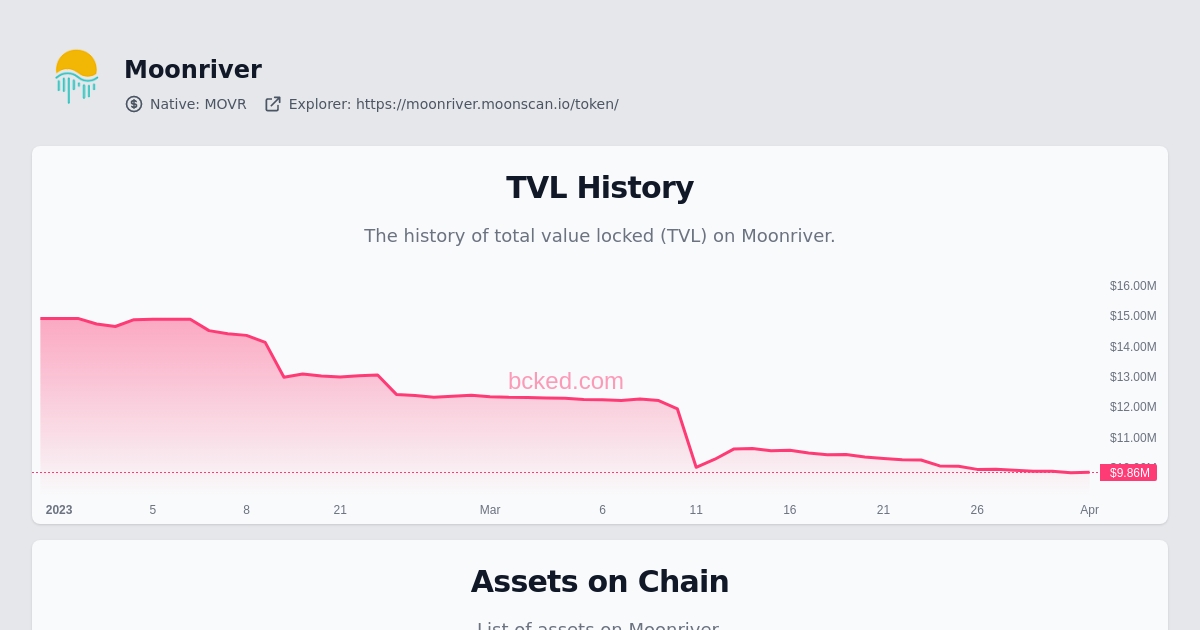 Moonriver
Native: MOVR Explorer: https://moonriver.moonscan.io/token/
TVL History
The history of total value locked (TVL) on Moonriver.
$16.00M
$15.00M
$14.00M
$13.00M
bcked.com
$12.00M
$11.00M
$9.86M
2023 5 8 21 Mar 6 11 16 21 26 Apr
Assets on Chain
List of assets on Moonriver